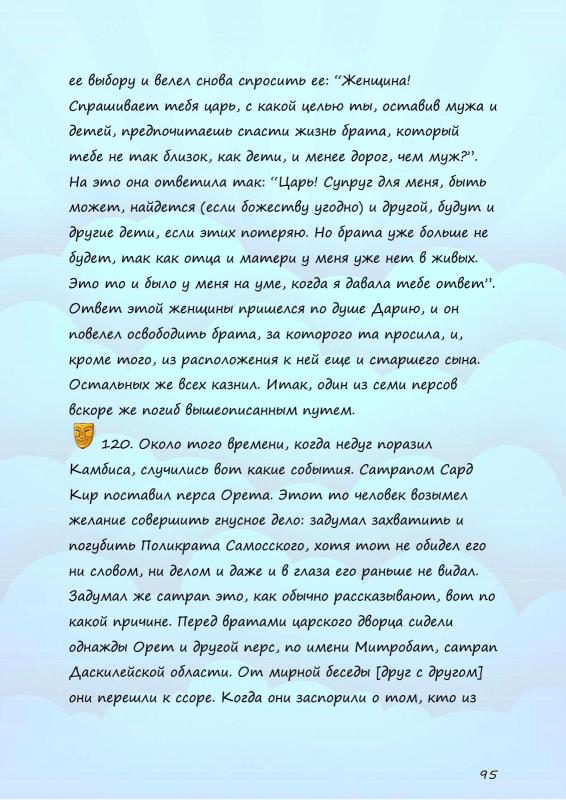 ее выбору и велел снова спросить ее: “Женщина!
Спрашивает тебя царь, с какой целью ты, оставив мужа и
детей, предпочитаешь спасти жизнь брата, который
тебе не так близок, как дети, и менее дорог, чем муж?”.
На это она ответила так: “Царь! Супруг для меня, быть
может, найдется (если божеству угодно) и другой, будут и
другие дети, если этих потеряю. Но брата уже больше не
будет, так как отца и матери у меня уже нет в живых.
Это то и было у меня на уме, когда я давала тебе ответ”.
Ответ этой женщины пришелся по душе Дарию, и он
повелел освободить брата, за которого та просила, и,
кроме того, из расположения к ней еще и старшего сына.
Остальных же всех казнил. Итак, один из семи персов
вскоре же погиб вышеописанным путем.
120. Около того времени, когда недуг поразил
Камбиса, случились вот какие события. Сатрапом Сард
Кир поставил перса Орета. Этот то человек возымел
желание совершить гнусное дело: задумал захватить и
погубить Поликрата Самосского, хотя тот не обидел его
ни словом, ни делом и даже и в глаза его раньше не видал.
Задумал же сатрап это, как обычно рассказывают, вот по
какой причине. Перед вратами царского дворца сидели
однажды Орет и другой перс, по имени Митробат, сатрап
Даскилейской области. От мирной беседы [друг с другом]
они перешли к ссоре. Когда они заспорили о том, кто из
95